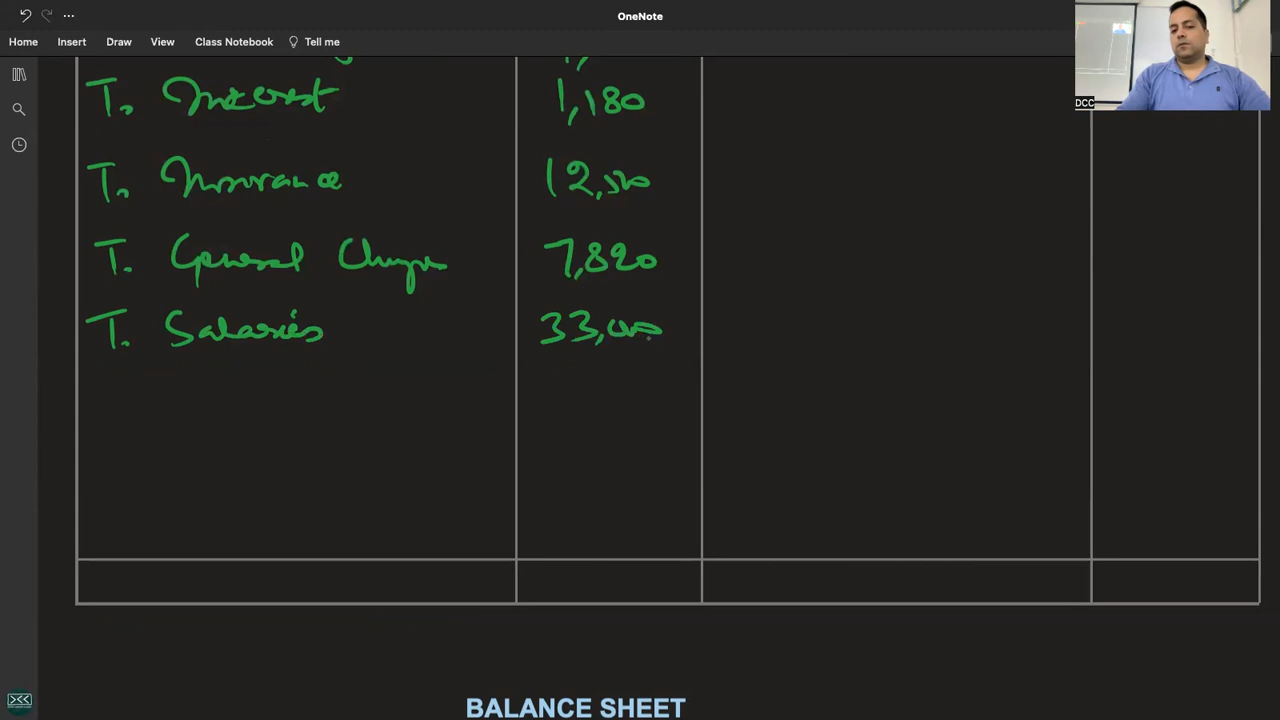 OneNote
Home Insert Draw View Class Notebook Tell me
To Interest 1,180
To Insurance 12,500
To General Charges 7,820
To Salaries 33,000
DCC
BALANCE SHEET